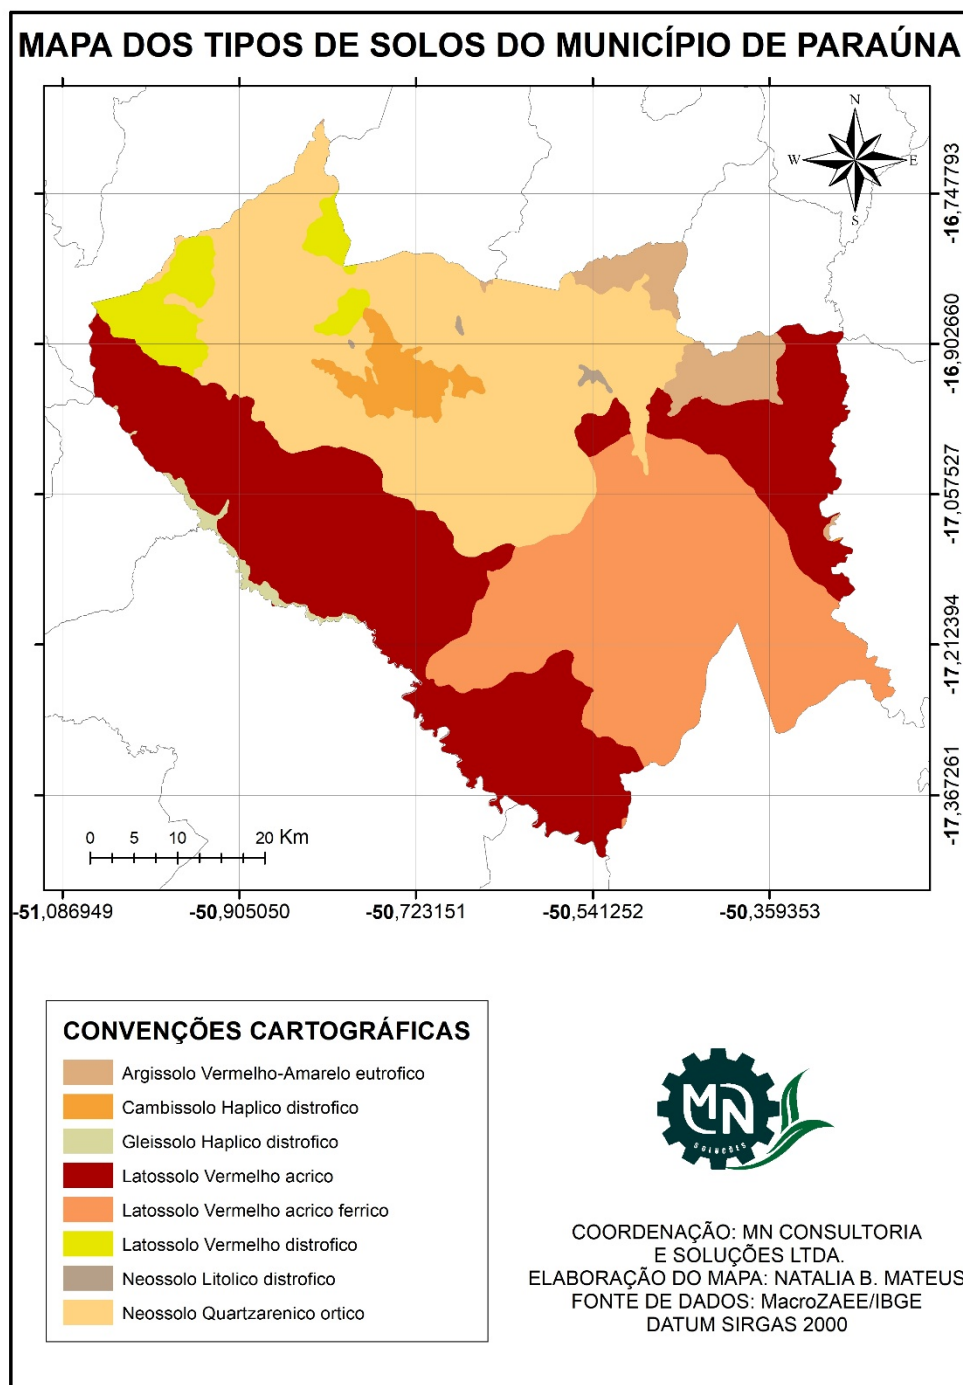 MAPA DOS TIPOS DE SOLOS DO MUNICÍPIO DE PARAÚNA
N
W
E
S
-16,747793
-16,902660
-17,057527
-17,212394
-17,367261
0 5 10 20 Km
-51,086949 -50,905050 -50,723151 -50,541252 -50,359353
CONVENÇÕES CARTOGRÁFICAS
Argissolo Vermelho-Amarelo eutrofico
Cambissolo Haplico distrofico
Gleissolo Haplico distrofico
Latossolo Vermelho acrico
Latossolo Vermelho acrico ferrico
Latossolo Vermelho distrofico
Neossolo Litolico distrofico
Neossolo Quartzarenico ortico
MN
SOLUÇÕES
COORDENAÇÃO: MN CONSULTORIA
E SOLUÇÕES LTDA.
ELABORAÇÃO DO MAPA: NATALIA B. MATEUS
FONTE DE DADOS: MacroZAEE/IBGE
DATUM SIRGAS 2000